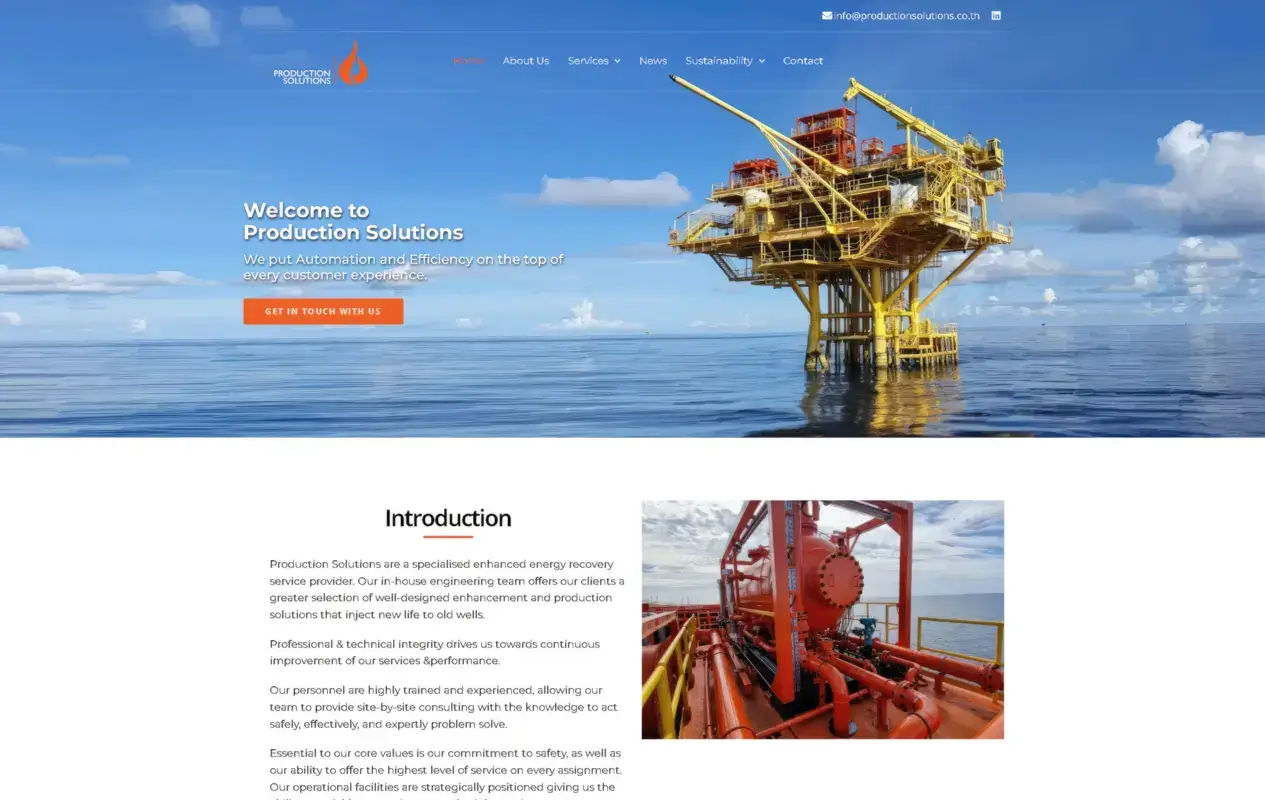 info@productionsolutions.co.th
PRODUCTION
SOLUTIONS
Home
About Us
Services
News
Sustainability
Contact
Welcome to
Production Solutions
We put Automation and Efficiency on the top of
every customer experience.
GET IN TOUCH WITH US
Introduction
Production Solutions are a specialised enhanced energy recovery
service provider. Our in-house engineering team offers our clients a
greater selection of well-designed enhancement and production
solutions that inject new life to old wells.
Professional & technical integrity drives us towards continuous
improvement of our services &performance.
Our personnel are highly trained and experienced, allowing our
team to provide site-by-site consulting with the knowledge to act
safely, effectively, and expertly problem solve.
Essential to our core values is our commitment to safety, as well as
our ability to offer the highest level of service on every assignment.
Our operational facilities are strategically positioned giving us the